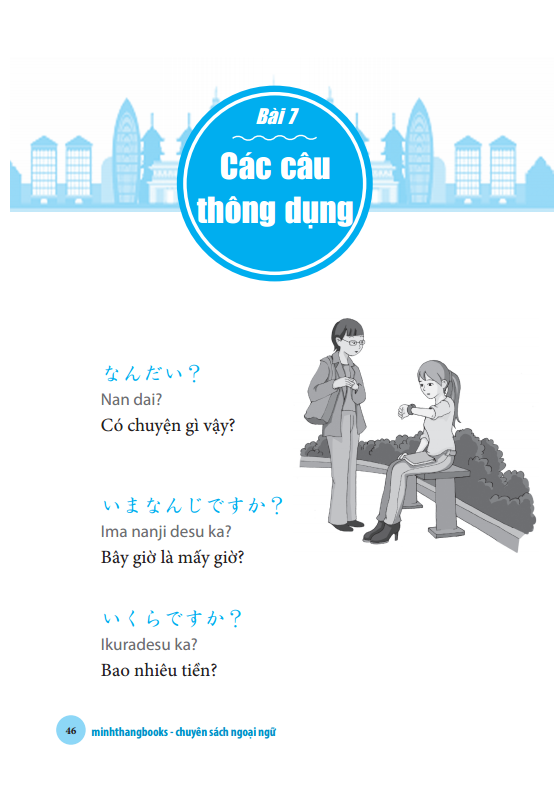 Bài 7
Các câu
thông dụng
なんだい？
Nan dai?
Có chuyện gì vậy?
いまなんじですか？
Ima nanji desu ka?
Bây giờ là mấy giờ?
いくらですか？
Ikuradesu ka?
Bao nhiêu tiền?
46 minhthangbooks - chuyên sách ngoại ngữ